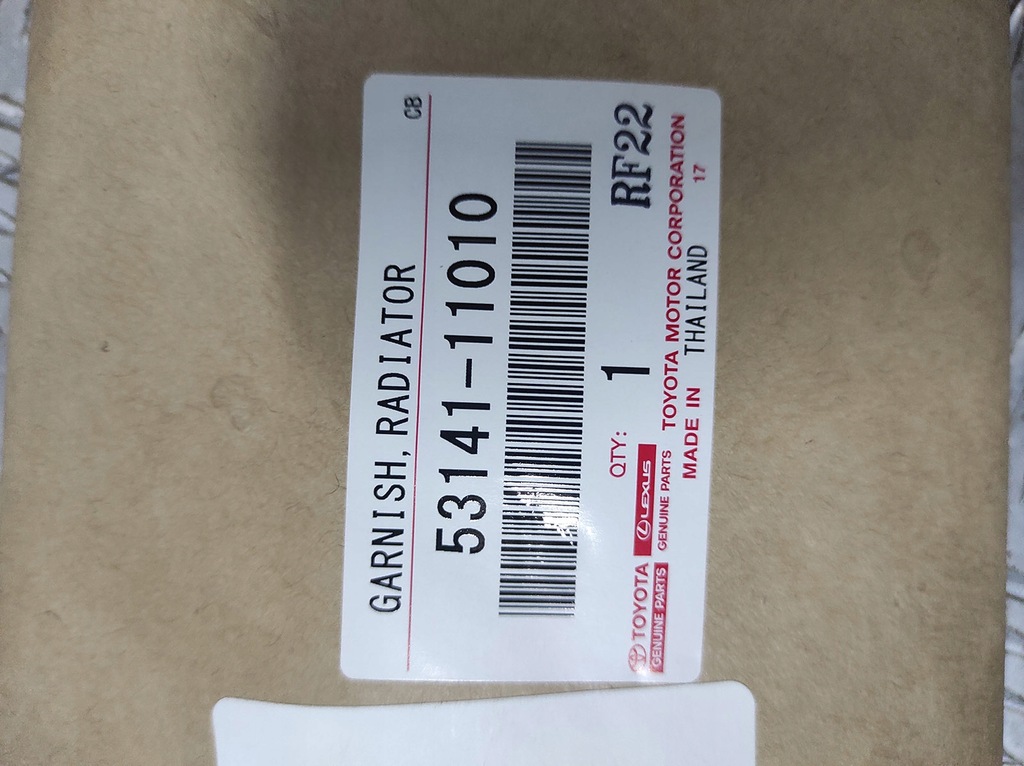 GARNISH, RADIATOR
CB
53141-11010
QTY: 1
RF22
TOYOTA
GENUINE PARTS
LEXUS
GENUINE PARTS
TOYOTA MOTOR CORPORATION
MADE IN THAILAND
17